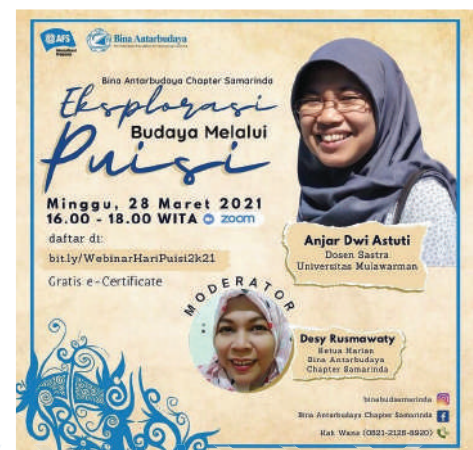 AFS
Bina Antarbudaya
Bina Antarbudaya Chapter Samarinda
Eksplorasi
Budaya Melalui
Puisi
Minggu, 28 Maret 2021
16.00 - 18.00 WITA zoom
daftar di:
bit.ly/WebinarHariPuisi2k21
Gratis e-Certificate
Anjar Dwi Astuti
Dosen Sastra
Universitas Mulawarman
MODERATOR
Desy Rusmawaty
Ketua Harian
Bina Antarbudaya
Chapter Samarinda
binabudsamarinda
Bina Antarbudaya Chapter Samarinda
Kak Wana (0821-2128-8920)